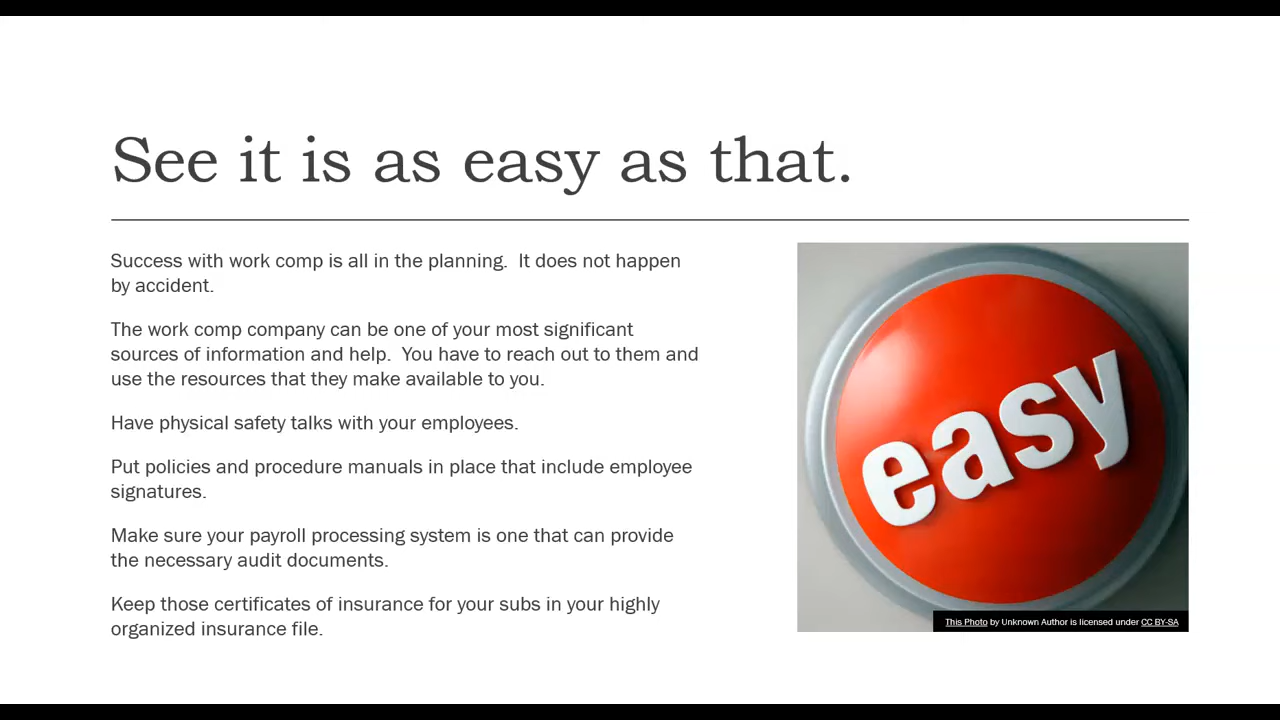 See it is as easy as that.
Success with work comp is all in the planning.  It does not happen
by accident.
The work comp company can be one of your most significant
sources of information and help.  You have to reach out to them and
use the resources that they make available to you.
Have physical safety talks with your employees.
Put policies and procedure manuals in place that include employee
signatures.
Make sure your payroll processing system is one that can provide
the necessary audit documents.
Keep those certificates of insurance for your subs in your highly
organized insurance file.
easy
This Photo by Unknown Author is licensed under CC BY-SA